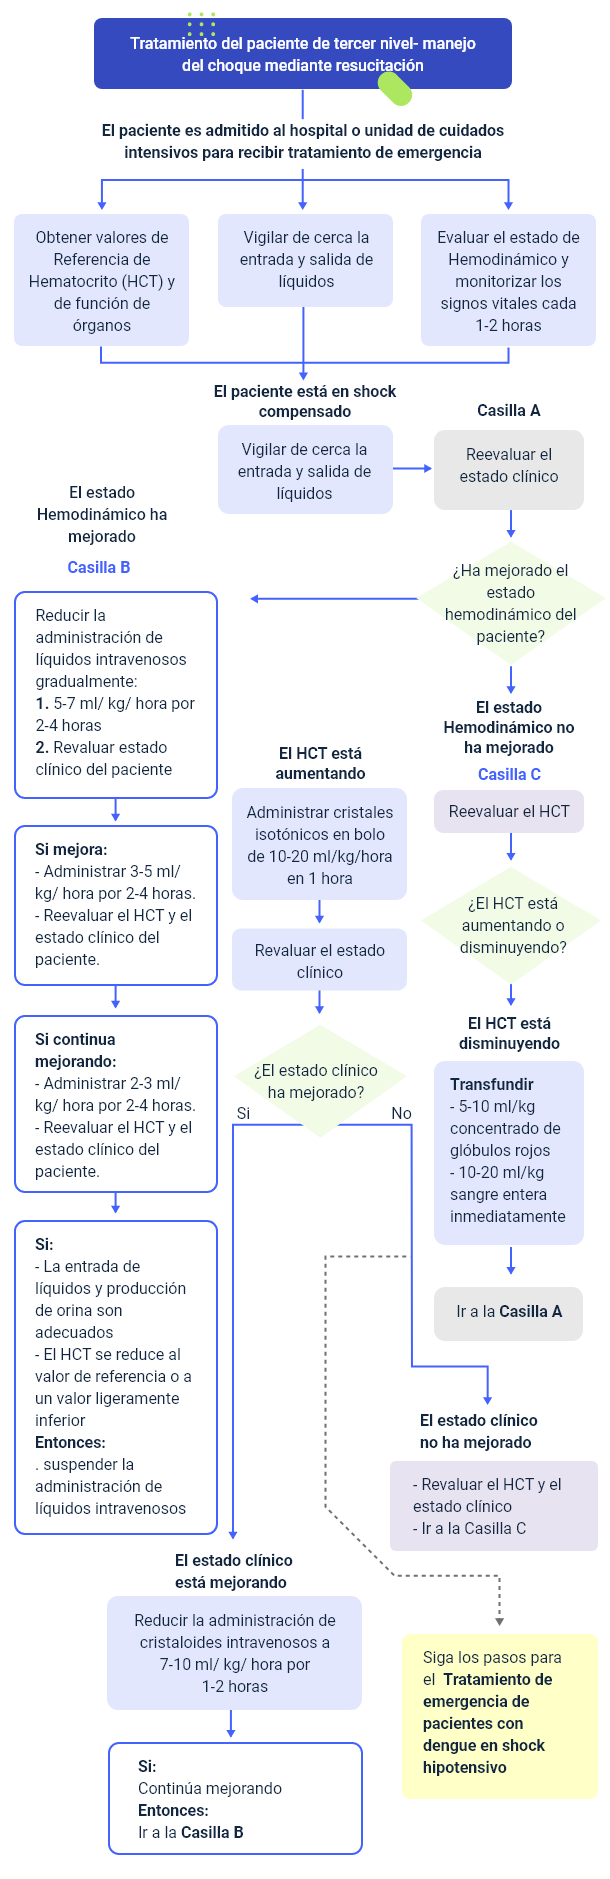 Tratamiento del paciente de tercer nivel- manejo
del choque mediante resucitación
El paciente es admitido al hospital o unidad de cuidados
intensivos para recibir tratamiento de emergencia
Obtener valores de
Referencia de
Hematocrito (HCT) y
de función de
órganos
Vigilar de cerca la
entrada y salida de
líquidos
Evaluar el estado de
Hemodinámico y
monitorizar los
signos vitales cada
1-2 horas
El paciente está en shock
compensado
Vigilar de cerca la
entrada y salida de
líquidos
Casilla A
Reevaluar el
estado clínico
¿Ha mejorado el
estado
hemodinámico del
paciente?
El estado
Hemodinámico ha
mejorado
Casilla B
Reducir la
administración de
líquidos intravenosos
gradualmente:
1. 5-7 ml/ kg/ hora por
2-4 horas
2. Revaluar estado
clínico del paciente
Si mejora:
- Administrar 3-5 ml/
kg/ hora por 2-4 horas.
- Reevaluar el HCT y el
estado clínico del
paciente.
Si continua
mejorando:
- Administrar 2-3 ml/
kg/ hora por 2-4 horas.
- Reevaluar el HCT y el
estado clínico del
paciente.
Si:
- La entrada de
líquidos y producción
de orina son
adecuados
- El HCT se reduce al
valor de referencia o a
un valor ligeramente
inferior
Entonces:
. suspender la
administración de
líquidos intravenosos
El estado
Hemodinámico no
ha mejorado
Casilla C
Reevaluar el HCT
¿El HCT está
aumentando o
disminuyendo?
El HCT está
aumentando
Administrar cristales
isotónicos en bolo
de 10-20 ml/kg/hora
en 1 hora
Revaluar el estado
clínico
¿El estado clínico
ha mejorado?
Si
No
El HCT está
disminuyendo
Transfundir
- 5-10 ml/kg
concentrado de
glóbulos rojos
- 10-20 ml/kg
sangre entera
inmediatamente
Ir a la Casilla A
El estado clínico
no ha mejorado
- Revaluar el HCT y el
estado clínico
- Ir a la Casilla C
El estado clínico
está mejorando
Reducir la administración de
cristaloides intravenosos a
7-10 ml/ kg/ hora por
1-2 horas
Si:
Continúa mejorando
Entonces:
Ir a la Casilla B
Siga los pasos para
el Tratamiento de
emergencia de
pacientes con
dengue en shock
hipotensivo